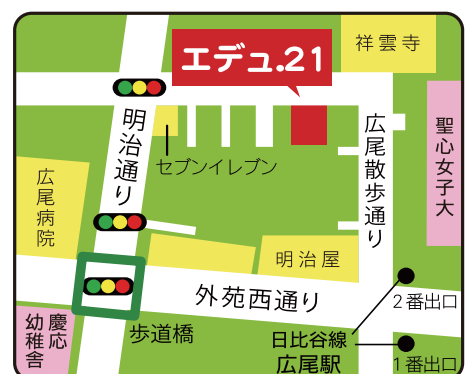 エデュ.21
祥雲寺
明治通り
セブンイレブン
広尾散歩通り
聖心女子大
広尾病院
明治屋
外苑西通り
2番出口
日比谷線
広尾駅
1番出口
歩道橋
慶応
幼稚舎